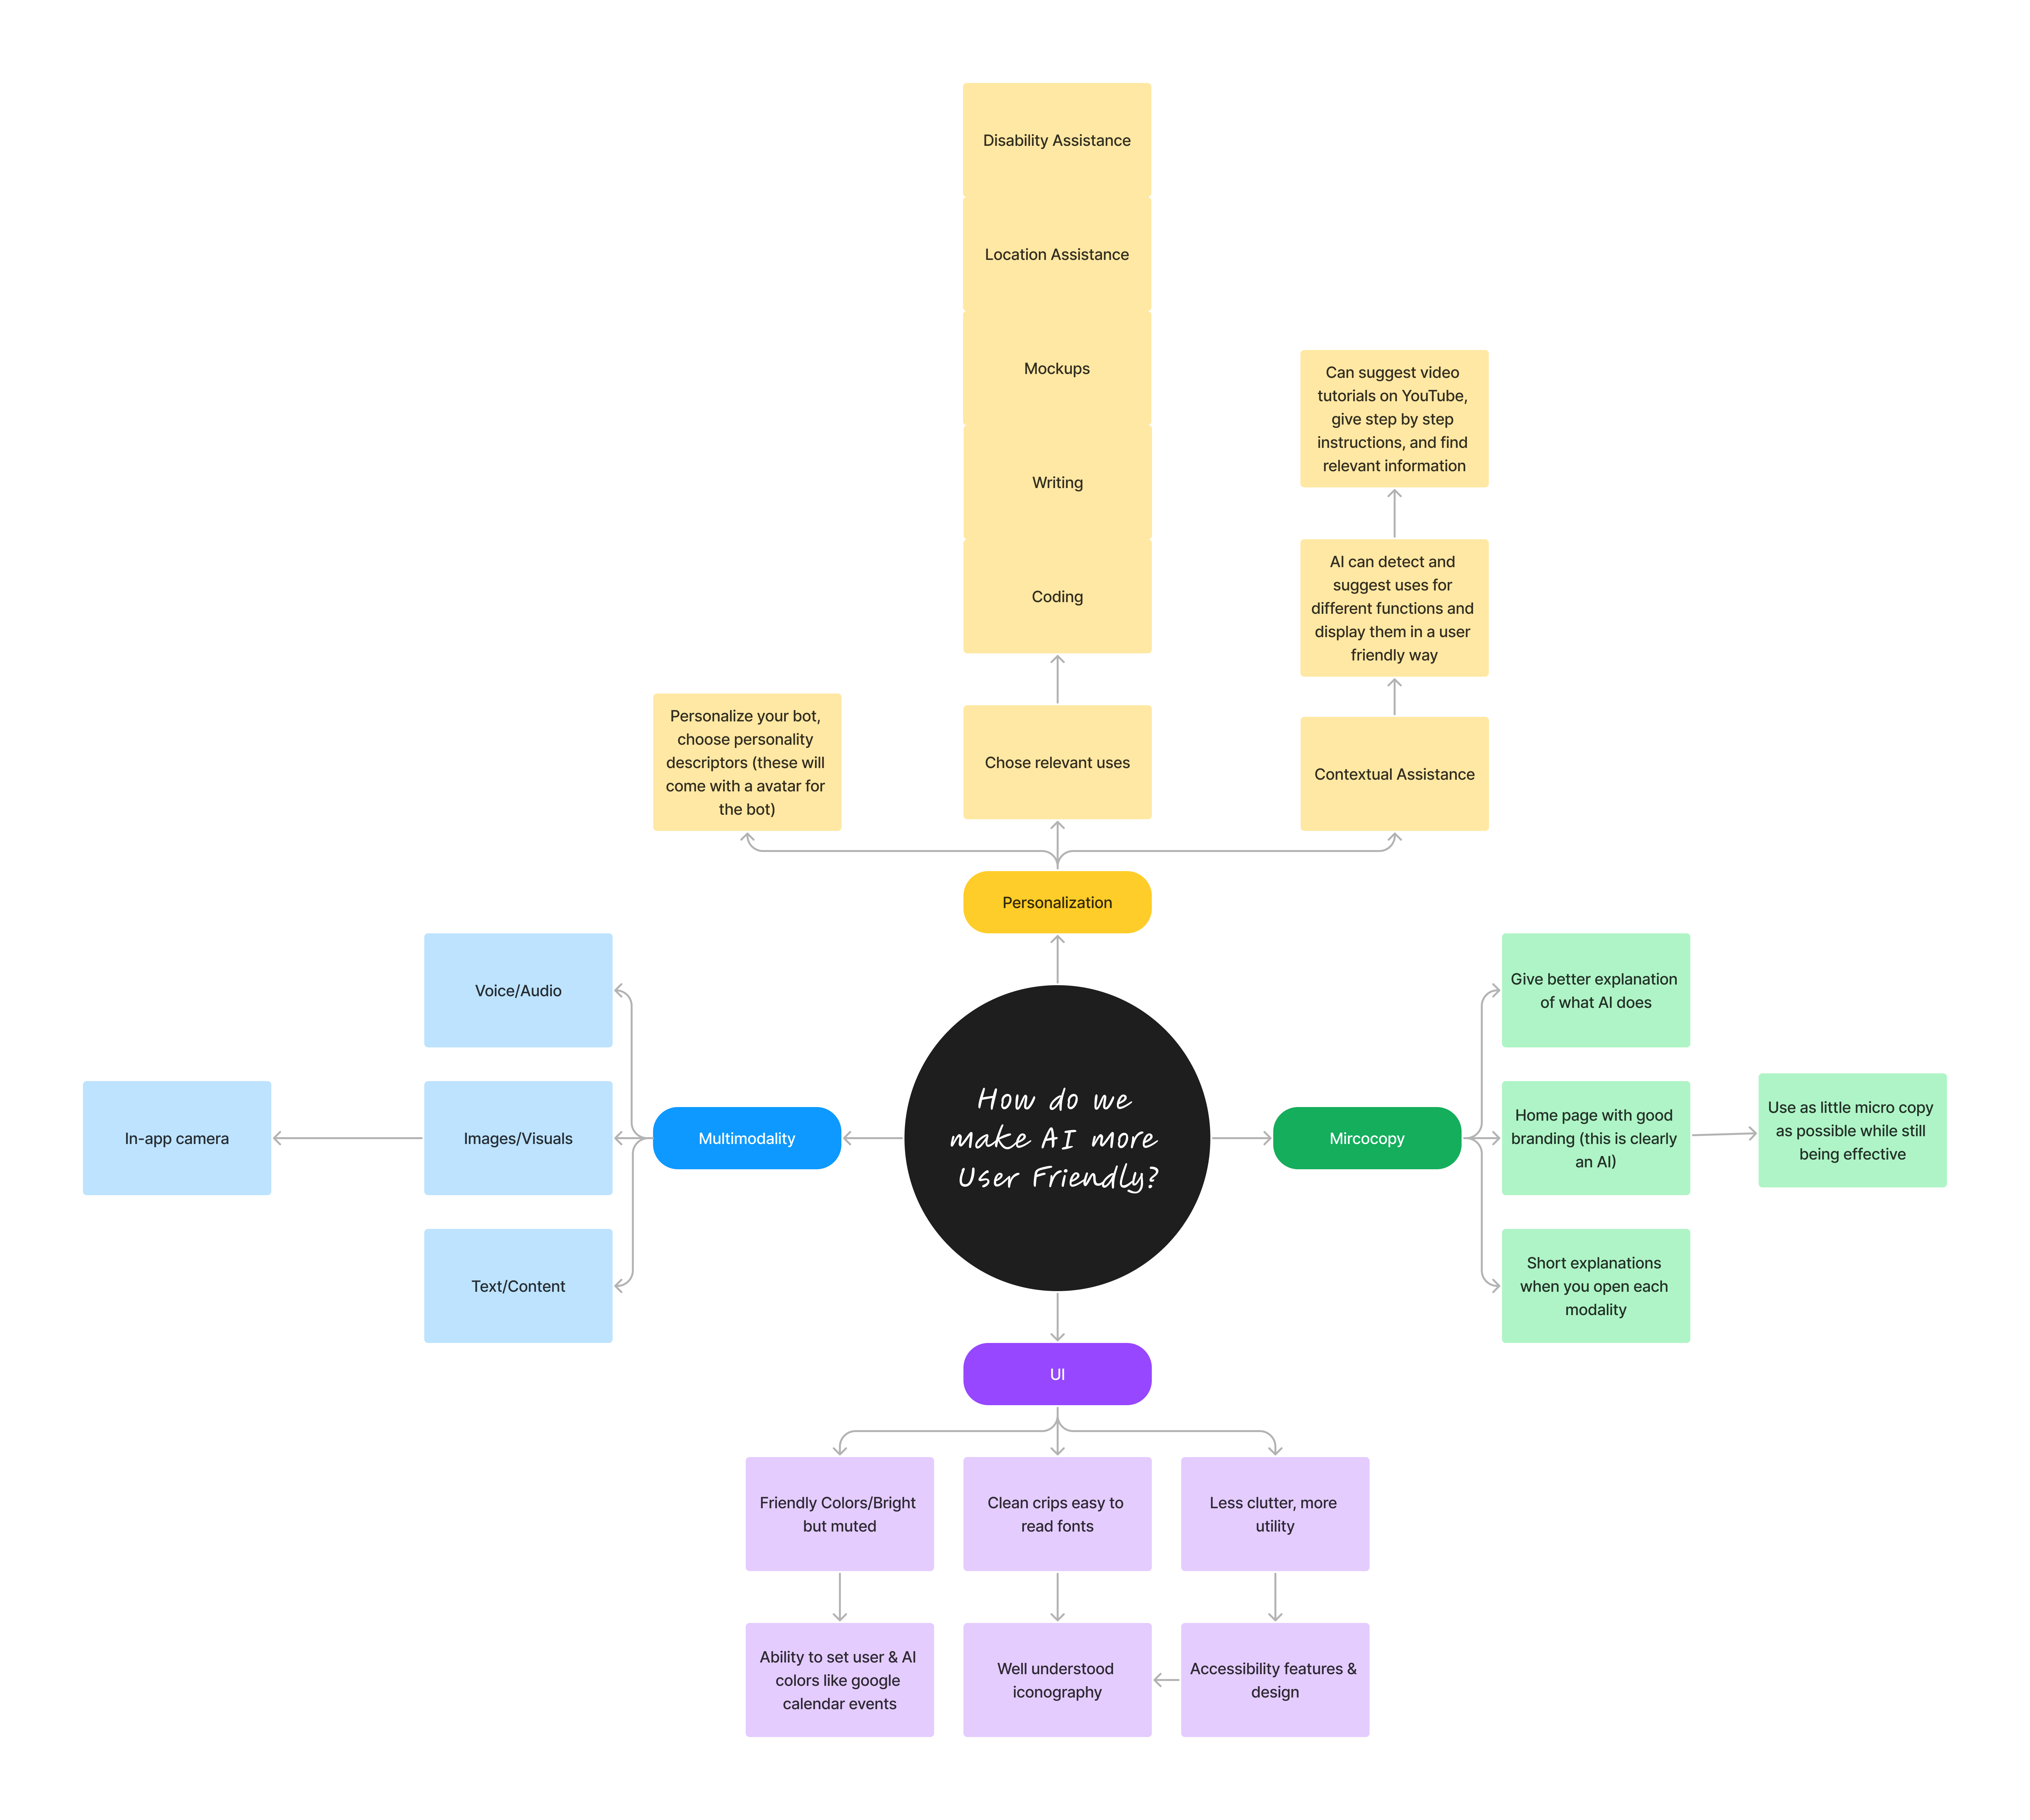 Disability Assistance
Location Assistance
Mockups
Writing
Coding
Can suggest video
tutorials on YouTube,
give step by step
instructions, and find
relevant information
AI can detect and
suggest uses for
different functions and
display them in a user
friendly way
Personalize your bot,
choose personality
descriptors (these will
come with a avatar for
the bot)
Chose relevant uses
Contextual Assistance
Personalization
Voice/Audio
In-app camera
Images/Visuals
Text/Content
Multimodality
How do we
make AI more
User Friendly?
Mircocopy
Give better explanation
of what AI does
Home page with good
branding (this is clearly
an AI)
Use as little micro copy
as possible while still
being effective
Short explanations
when you open each
modality
UI
Friendly Colors/Bright
but muted
Clean crips easy to
read fonts
Less clutter, more
utility
Ability to set user & AI
colors like google
calendar events
Well understood
iconography
Accessibility features &
design